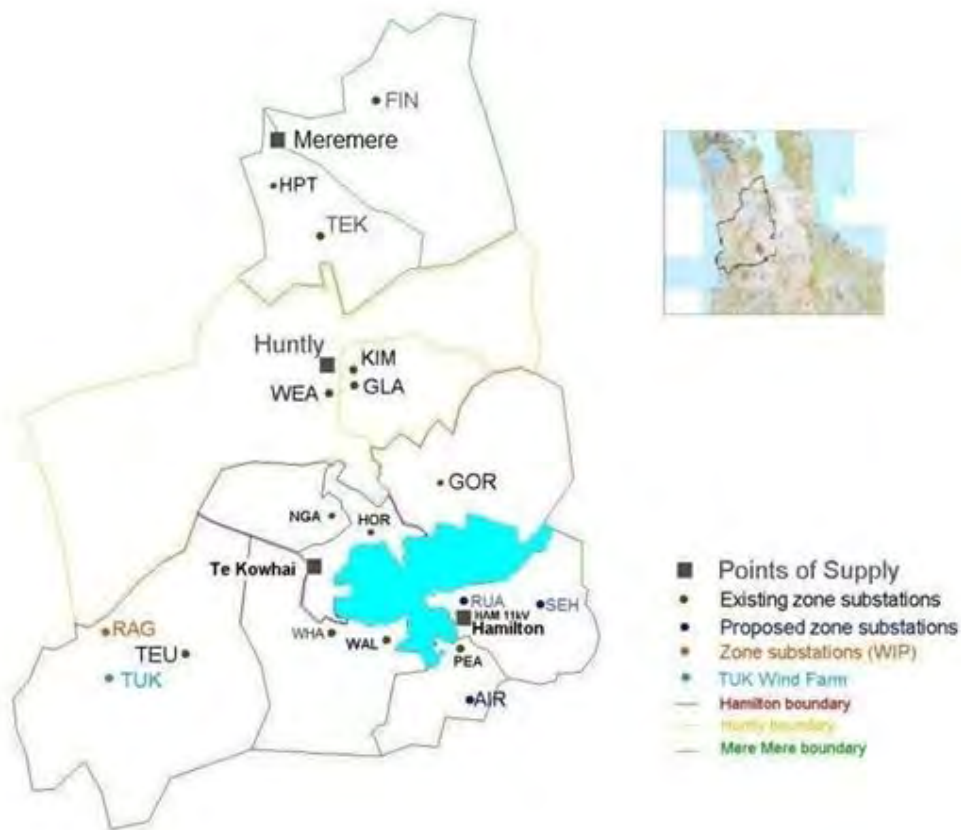 FIN
Meremere
HPT
TEK
Huntly
KIM
WEA
GLA
GOR
NGA
HOR
Te Kowhai
RUA
SEH
HAM 11kV
Hamilton
WHA
WAL
PEA
RAG
TEU
TUK
AIR
Points of Supply
Existing zone substations
Proposed zone substations
Zone substations (WIP)
TUK Wind Farm
Hamilton boundary
Huntly boundary
Mere Mere boundary